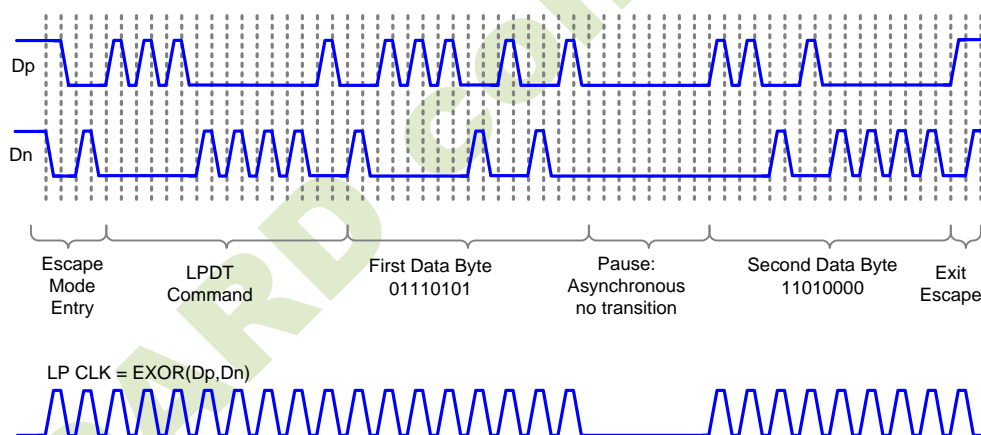 Dp
Dn
Escape
Mode
Entry
LPDT
Command
First Data Byte
01110101
Pause:
Asynchronous
no transition
Second Data Byte
11010000
Exit
Escape
LP CLK = EXOR(Dp,Dn)